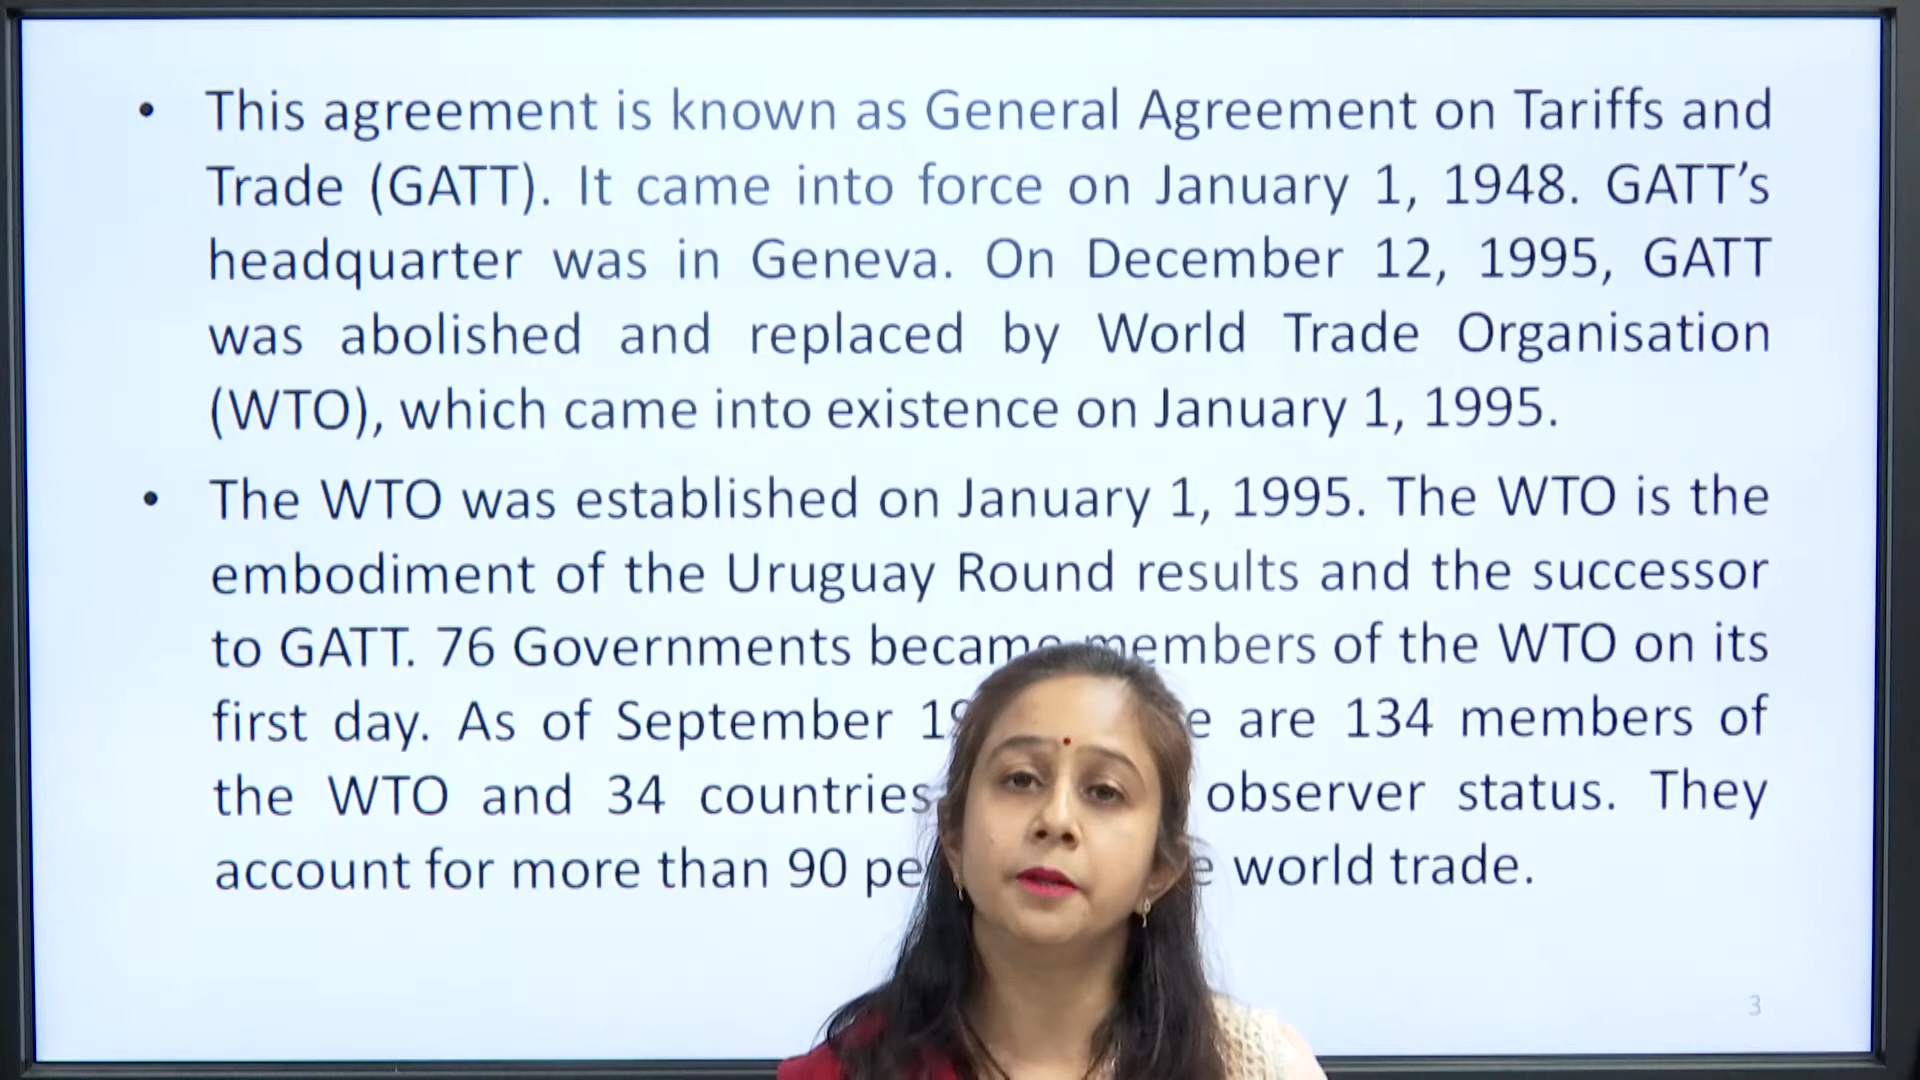 • This agreement is known as General Agreement on Tariffs and
Trade (GATT). It came into force on January 1, 1948. GATT’s
headquarter was in Geneva. On December 12, 1995, GATT
was abolished and replaced by World Trade Organisation
(WTO), which came into existence on January 1, 1995.
• The WTO was established on January 1, 1995. The WTO is the
embodiment of the Uruguay Round results and the successor
to GATT. 76 Governments became members of the WTO on its
first day. As of September are 134 members of
the WTO and 34 countries observer status. They
account for more than 90 world trade.
3